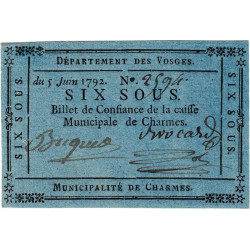 DÉPARTEMENT DES VOSGES.
du 5 Juin 1792. No.
SIX SOUS.
Billet de Confiance de la caisse
Municipale de Charmes.
MUNICIPALITÉ DE CHARMES.
SIX SOUS.
SIX SOUS.